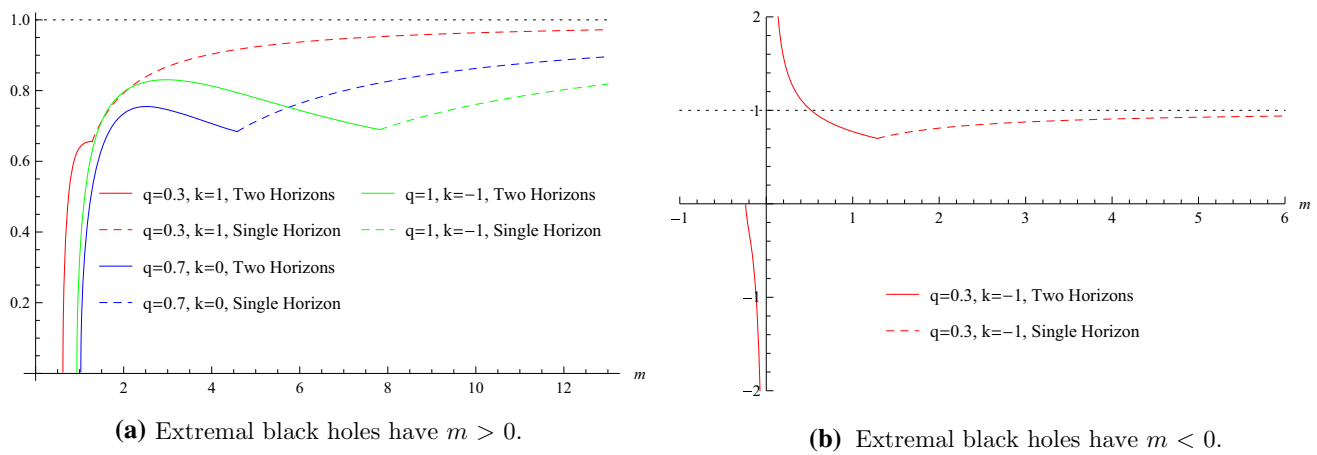 1.0
0.8
0.6
0.4
0.2
2 4 6 8 10 12 m
q=0.3, k=1, Two Horizons
q=0.3, k=1, Single Horizon
q=0.7, k=0, Two Horizons
q=0.7, k=0, Single Horizon
q=1, k=−1, Two Horizons
q=1, k=−1, Single Horizon
(a) Extremal black holes have m > 0.
2
1
−1
−2
−1 1 2 3 4 5 6 m
q=0.3, k=−1, Two Horizons
q=0.3, k=−1, Single Horizon
(b) Extremal black holes have m < 0.